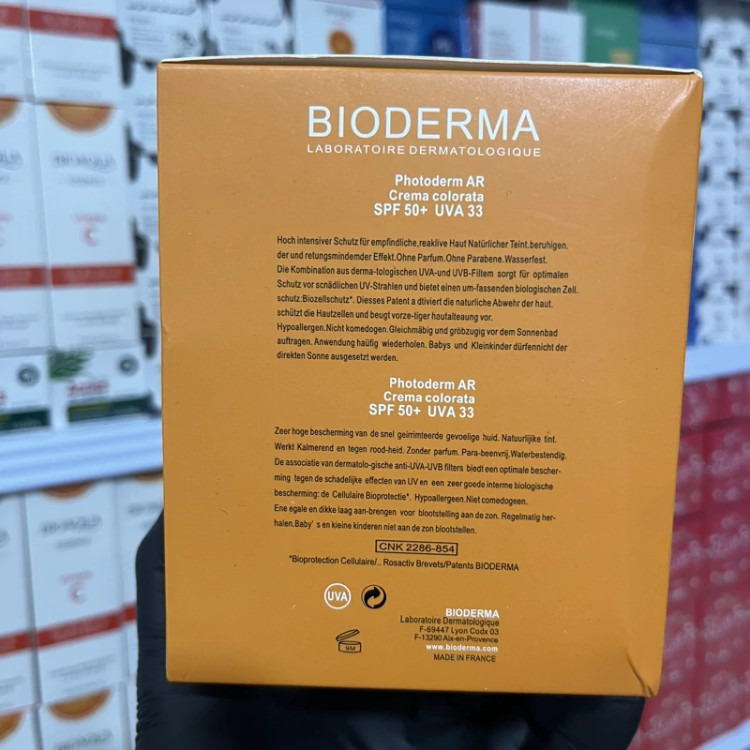 BIODERMA
LABORATOIRE DERMATOLOGIQUE
Photoderm AR
Crema colorata
SPF 50+ UVA 33
Hoch intensiver Schutz für empfindliche,reaklive Haut Natürlicher Teint.beruhigen.
der und retungsmindemder Effekt.Ohne Parfum.Ohne Parabene.Wasserfest.
Die Kombination aus derma-tologischen UVA-und UVB-Filtem sorgt für optimalen
Schutz vor scnädlichen UV-Strahlen und bietet einen um-fassenden biologischen Zell.
schutz:Biozellschutz*. Diesses Patent a dtiviert die naturliche Abwehr der haut.
schützt die Hautzellen und beugt vorze-tiger hautalteaung vor.
Hypoallergen.Nicht komedogen.Gleichmäbig und gröbzugig vor dem Sonnenbad
auftragen. Anwendung haüfig wiederholen. Babys und Kleinkinder dürfennicht der
direkten Sonne ausgesetzt werden.
Photoderm AR
Crema colorata
SPF 50+ UVA 33
Zeer hoge bescherming van de snel geirrimteerde gevoelige huid. Natuurlijike tint.
Werkt Kalmerend en tegen rood-heid. Zonder parfum. Para-beenvrij.Waterbestendig.
De associatie van dermatolo-gische anti-UVA-UVB filters biedt een optimale bescher-
ming tegen de schadelijke effecten van UV en een zeer goede interme biologische
bescherming: de Cellulaire Bioprotectie*. Hypoallergeen.Niet comedogeen.
Ene egale en dikke laag aan-brengen voor blootstelling aan de zon. Regelmatig her-
halen.Baby's en kleine kinderen niet aan de zon blootstellen.
CNK 2286-854
*Bioprotection Cellulaire/.. Rosactiv Brevets/Patents BIODERMA
UVA
9M
BIODERMA
Laboratoire Dermatologique
F-69447 Lyon Codx 03
F-13290 Aix-en-Provence
www.bioderma.com
MADE IN FRANCE